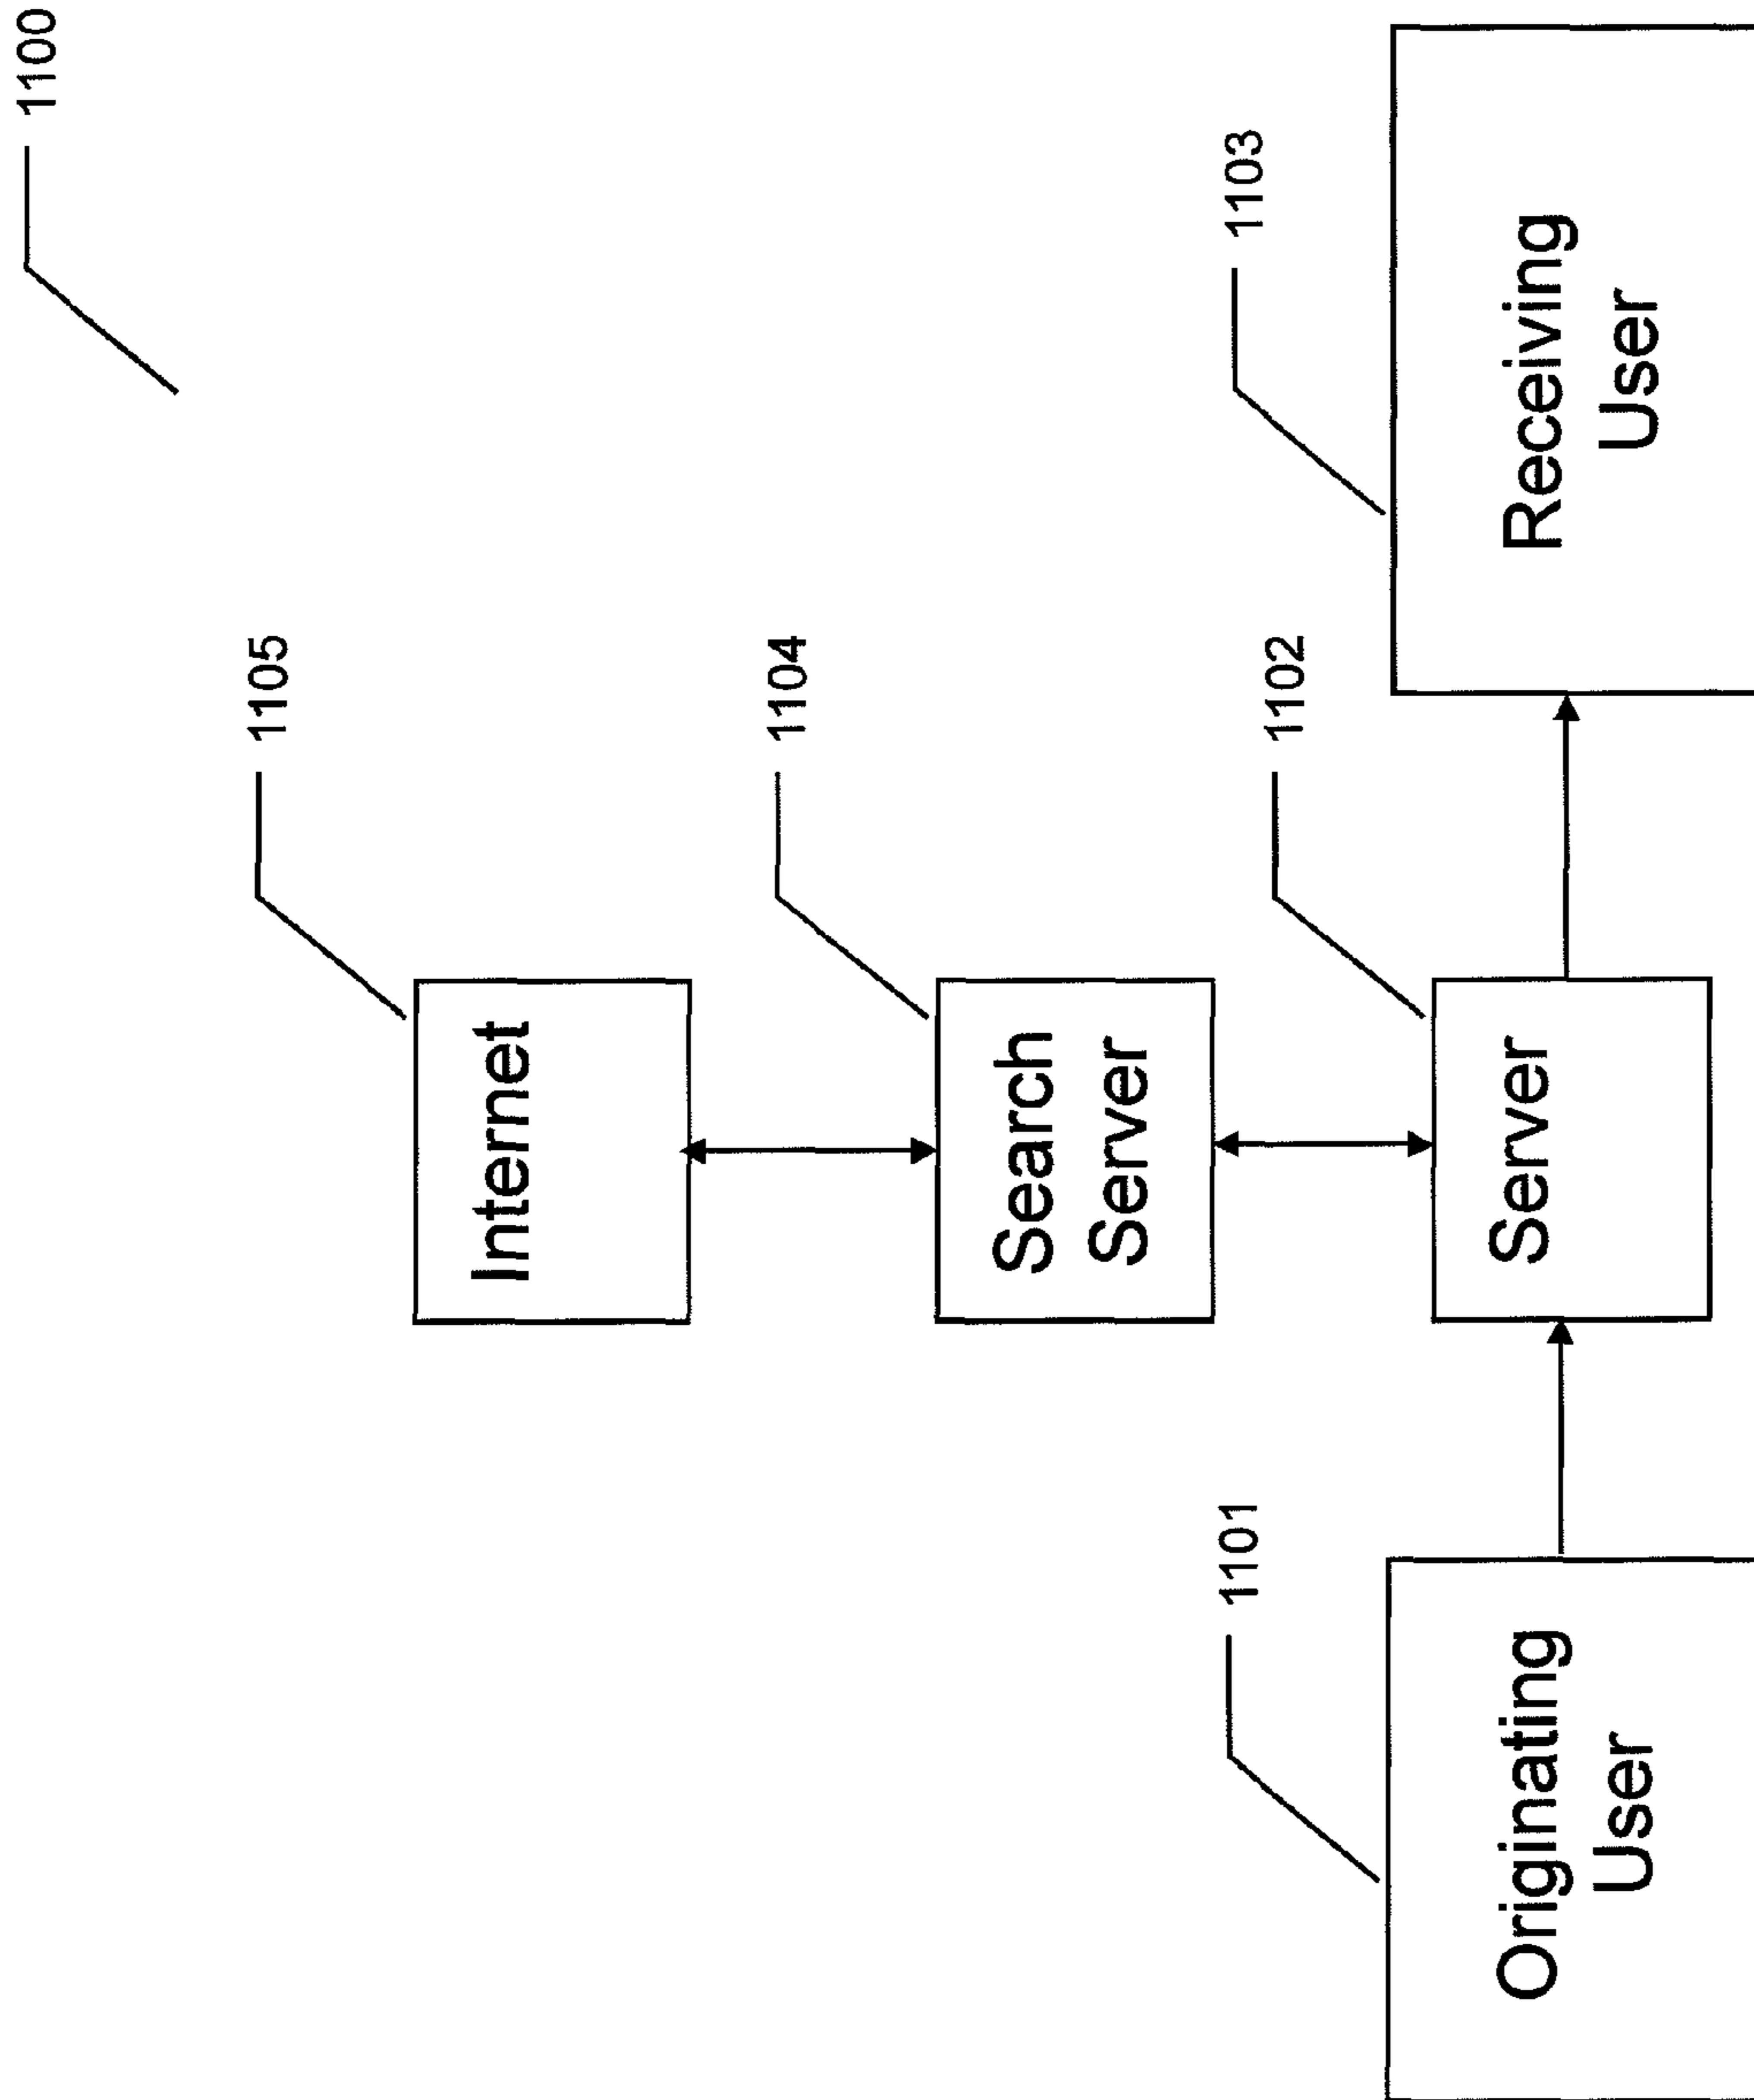 1100
1105
Internet
1104
Search
Server
1103
1102
1101
Originating
User
Server
Receiving
User